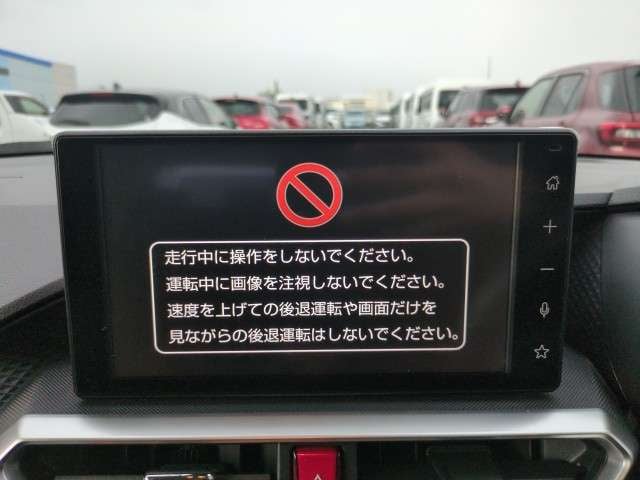 走行中に操作をしないでください。
運転中に画像を注視しないでください。
速度を上げての後退運転や画面だけを
見ながらの後退運転はしないでください。